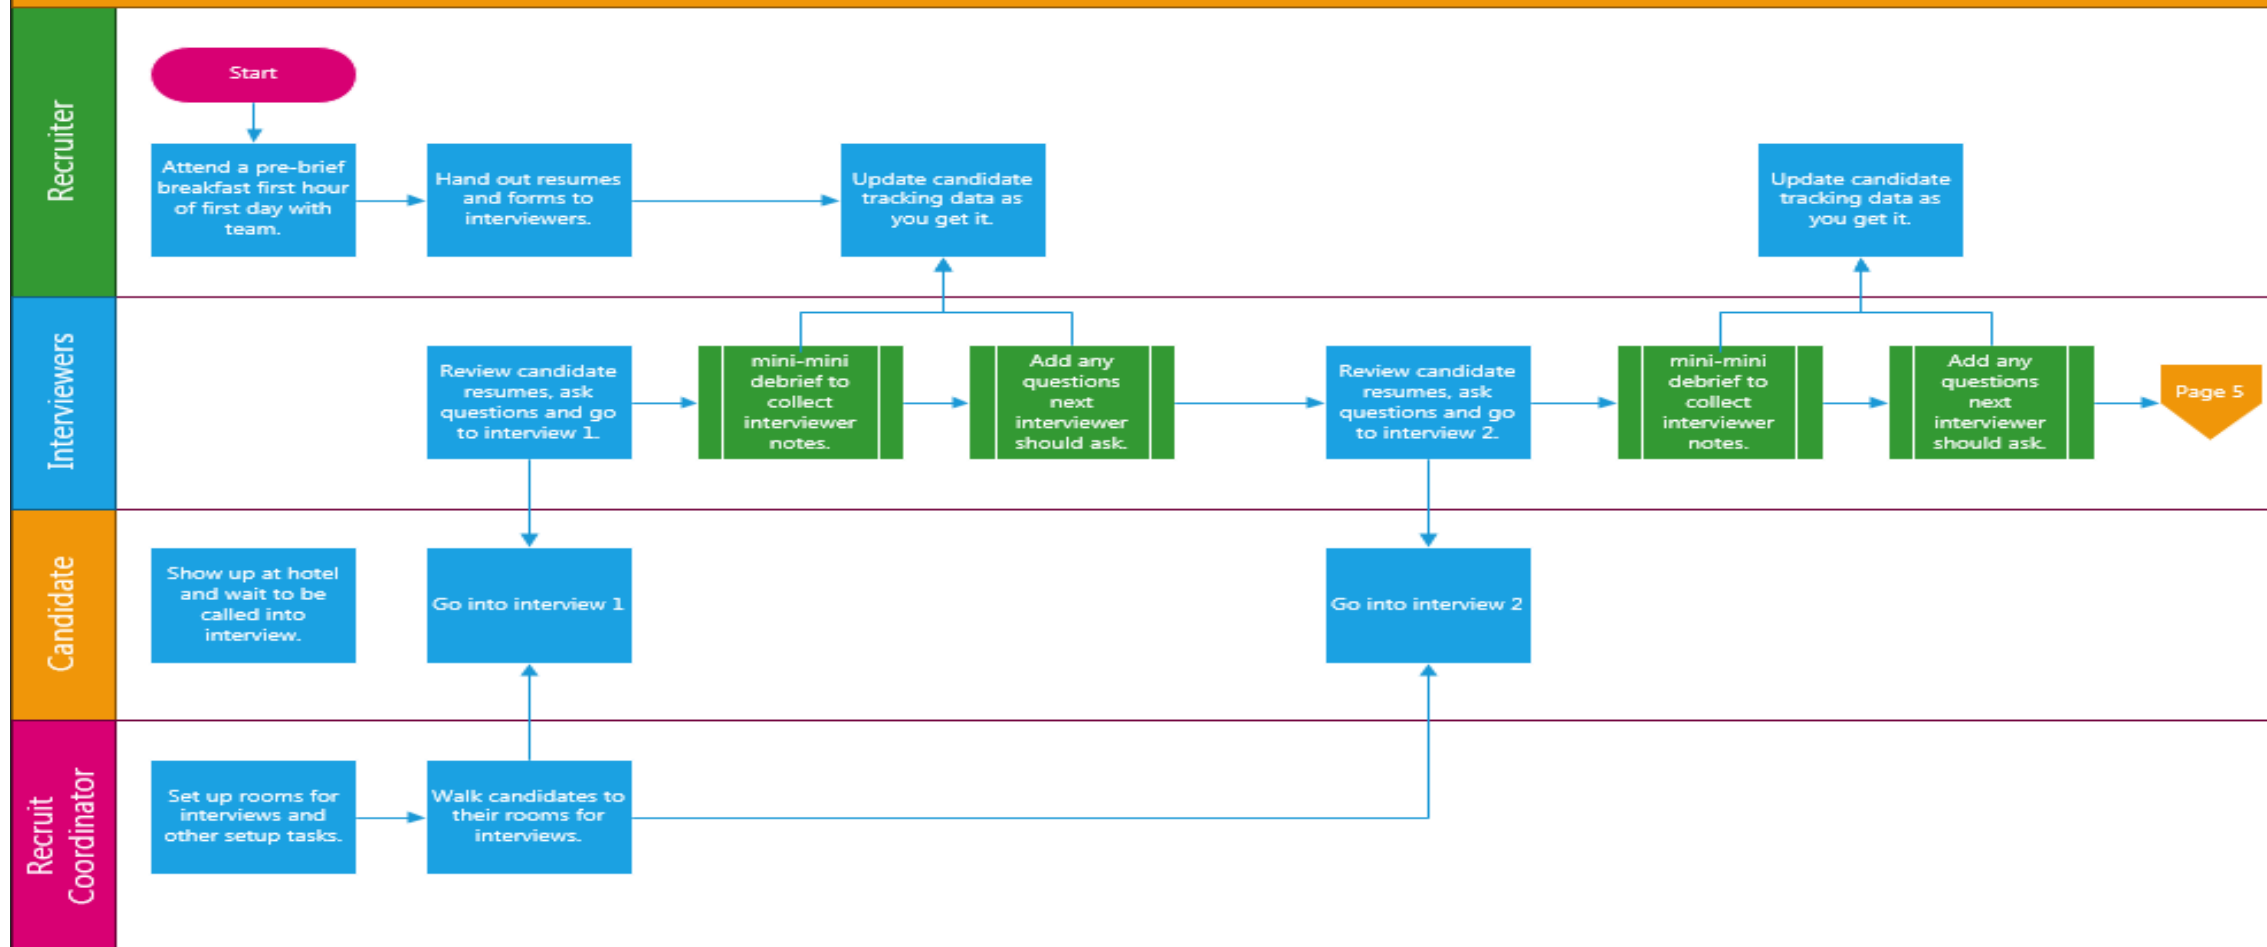 Recruiter
Start
Attend a pre-brief
breakfast first hour
of first day with
team.
Hand out resumes
and forms to
interviewers.
Update candidate
tracking data as
you get it.
Update candidate
tracking data as
you get it.
Interviewers
Review candidate
resumes, ask
questions and go
to interview 1.
mini-mini
debrief to
collect
interviewer
notes.
Add any
questions
next
interviewer
should ask.
Review candidate
resumes, ask
questions and go
to interview 2.
mini-mini
debrief to
collect
interviewer
notes.
Add any
questions
next
interviewer
should ask.
Page 5
Candidate
Show up at hotel
and wait to be
called into
interview.
Go into interview 1
Go into interview 2
Recruit
Coordinator
Set up rooms for
interviews and
other setup tasks.
Walk candidates to
their rooms for
interviews.